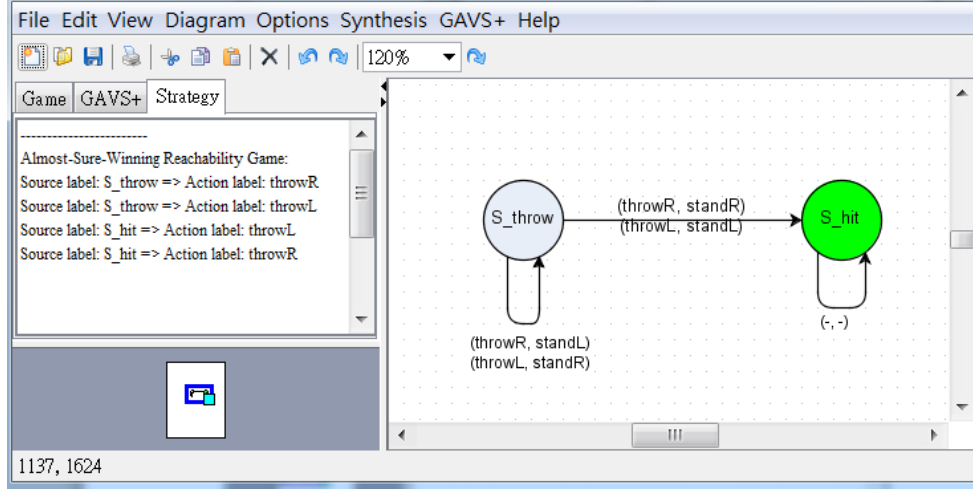 File Edit View Diagram Options Synthesis GAVS+ Help
120%
Game GAVS+ Strategy
------------------------
Almost-Sure-Winning Reachability Game:
Source label: S_throw => Action label: throwR
Source label: S_throw => Action label: throwL
Source label: S_hit => Action label: throwL
Source label: S_hit => Action label: throwR
S_throw
(throwR, standR)
(throwL, standL)
S_hit
(throwR, standL)
(throwL, standR)
(-, -)
1137, 1624